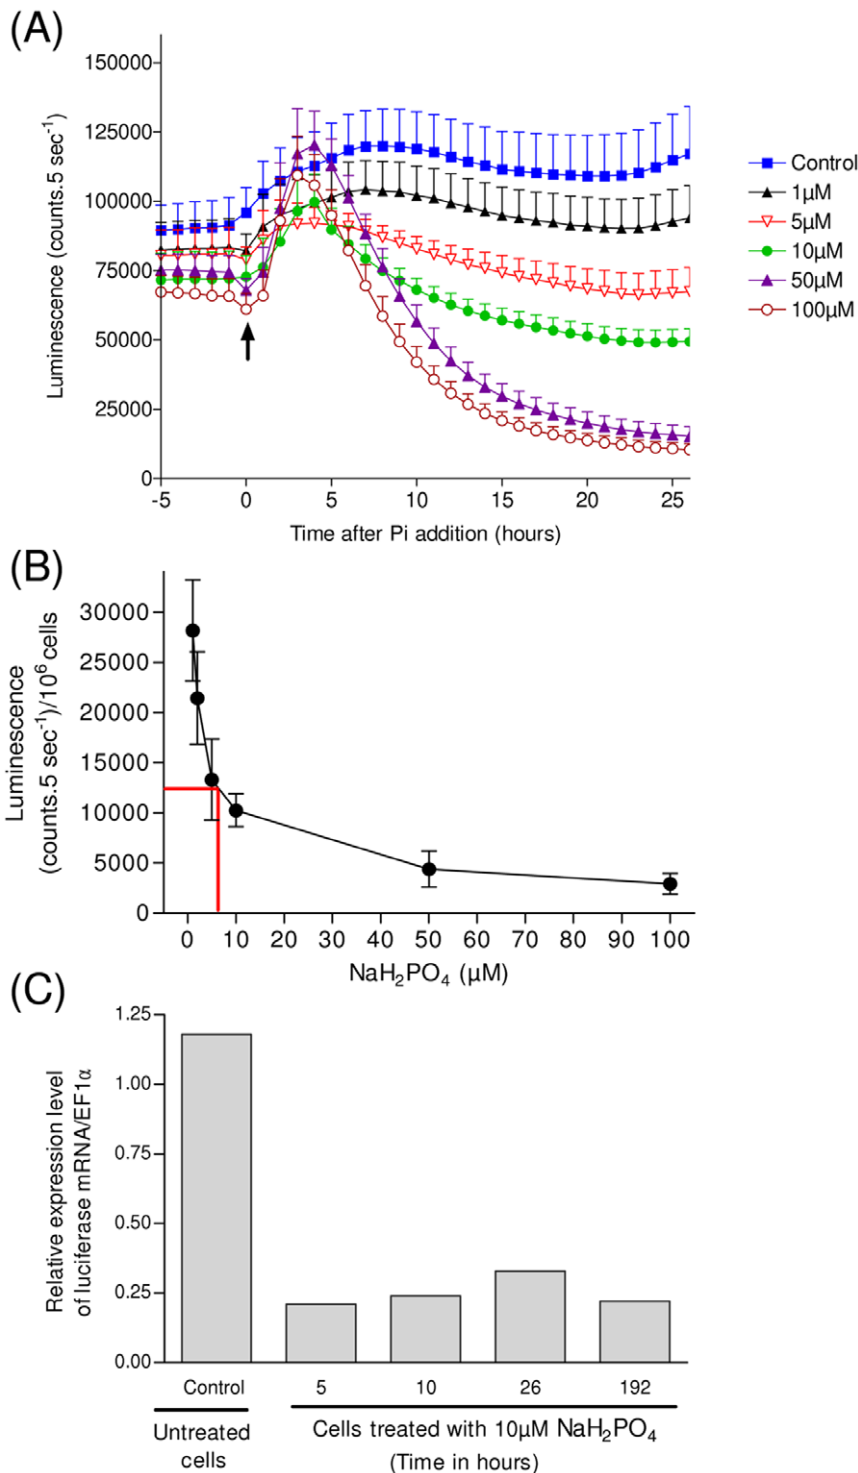 (A)
Luminescence (counts.5 sec⁻¹)
150000
125000
100000
75000
50000
25000
0
-5 0 5 10 15 20 25
Time after Pi addition (hours)
Control
1μM
5μM
10μM
50μM
100μM
(B)
Luminescence
(counts.5 sec⁻¹)/10⁶ cells
30000
25000
20000
15000
10000
5000
0
0 10 20 30 40 50 60 70 80 90 100
NaH₂PO₄ (μM)
(C)
Relative expression level
of luciferase mRNA/EF1α
1.25
1.00
0.75
0.50
0.25
0.00
Control 5 10 26 192
Untreated
cells
Cells treated with 10μM NaH₂PO₄
(Time in hours)